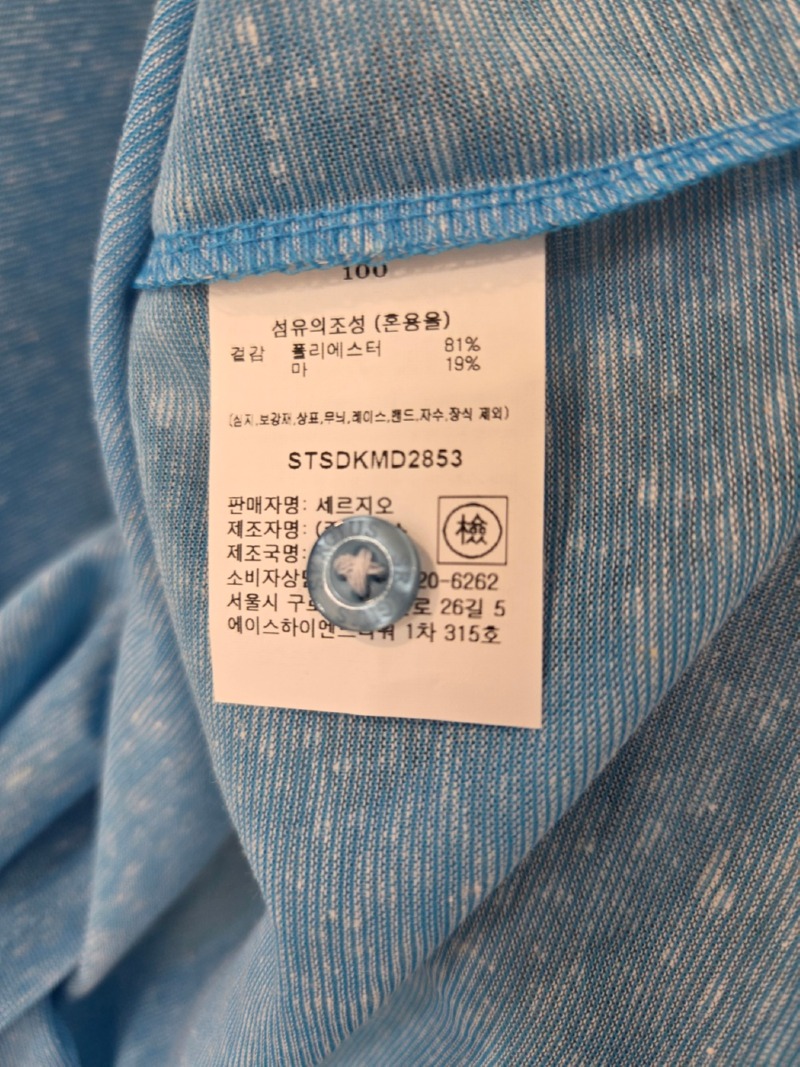 100
섬유의조성 (혼용율)
겉감 폴리에스터 81%
마 19%
(심지,보강재,상표,무늬,레이스,밴드,자수,장식 제외)
STSDKMD2853
판매자명: 세르지오
제조자명:
檢
제조국명:
소비자상담 20-6262
서울시 구로 26길 5
에이스하이엔드타워 1차 315호